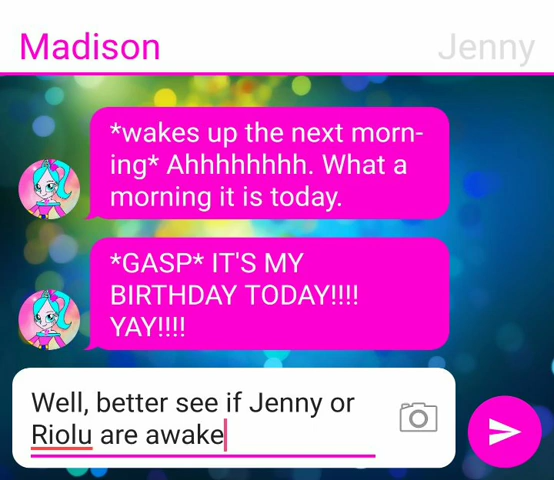 Madison Jenny
*wakes up the next morn-
ing* Ahhhhhhhh. What a
morning it is today.
*GASP* IT'S MY
BIRTHDAY TODAY!!!!
YAY!!!!
Well, better see if Jenny or
Riolu are awake